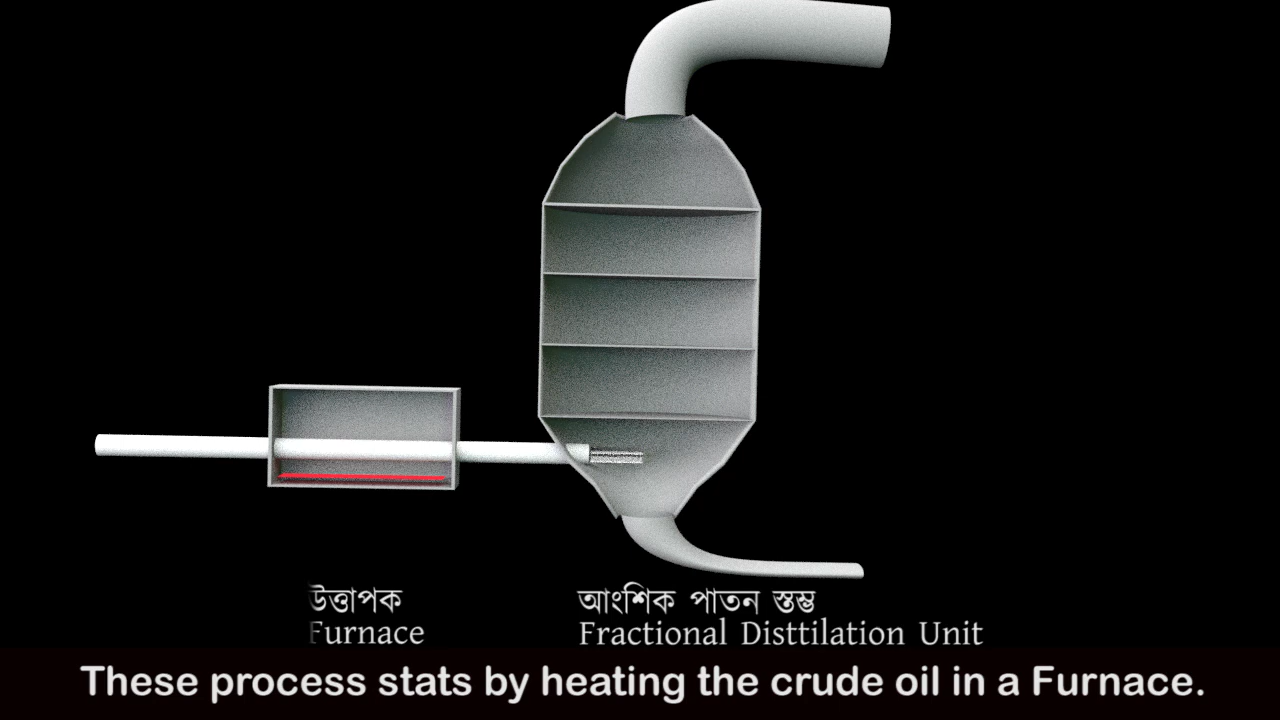 উত্তাপক
Furnace
আংশিক পাতন স্তম্ভ
Fractional Disttilation Unit
These process stats by heating the crude oil in a Furnace.